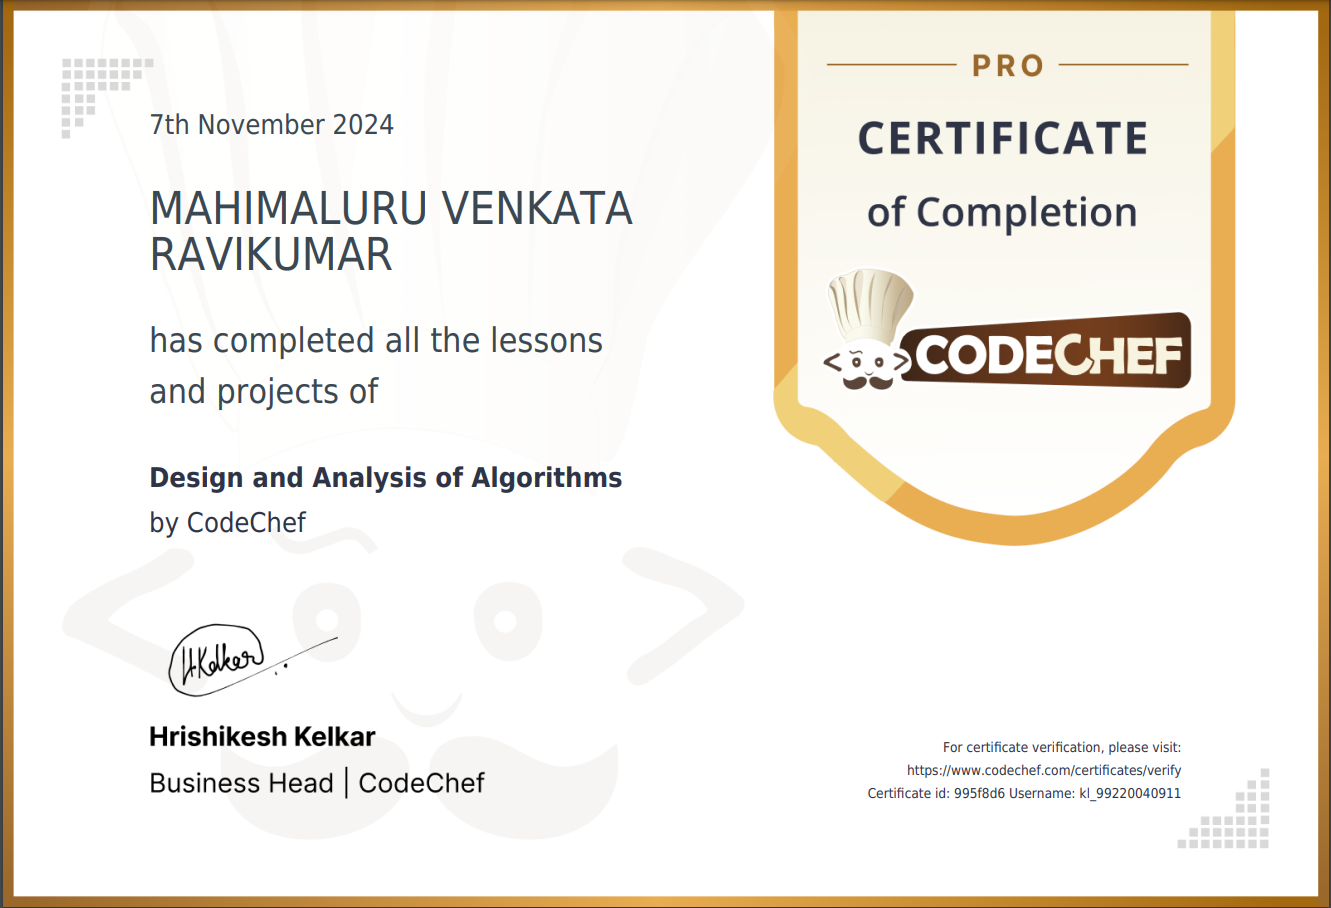 7th November 2024
MAHIMALURU VENKATA
RAVIKUMAR
has completed all the lessons
and projects of
Design and Analysis of Algorithms
by CodeChef
H.Kelkar
Hrishikesh Kelkar
Business Head | CodeChef
PRO
CERTIFICATE
of Completion
CODECHEF
For certificate verification, please visit:
https://www.codechef.com/certificates/verify
Certificate id: 995f8d6 Username: kl_99220040911